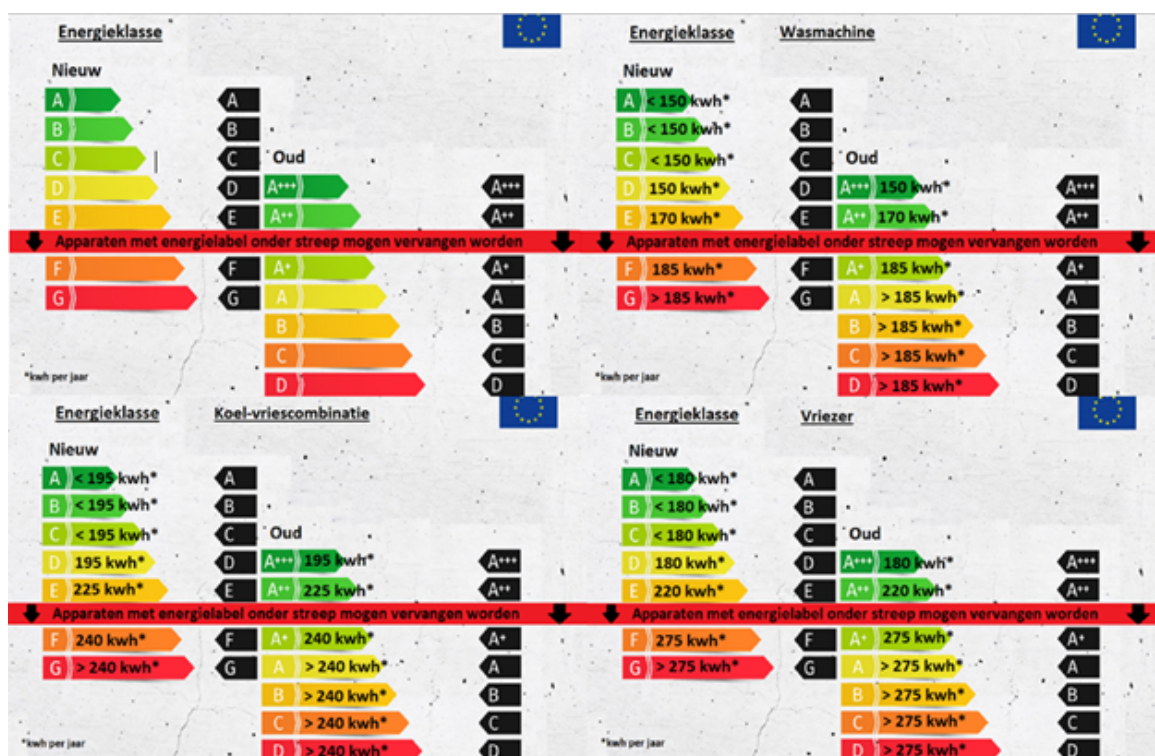 Energieklasse
Nieuw
A A
B B
C C Oud
D D A+++ A+++
E E A++ A++
Apparaten met energielabel onder streep mogen vervangen worden
F F A+ A+
G G A A
B B
C C
*kwh per jaar D D
Energieklasse Wasmachine
Nieuw
A < 150 kwh* A
B < 150 kwh* B
C < 150 kwh* C Oud
D 150 kwh* D A+++ 150 kwh* A+++
E 170 kwh* E A++ 170 kwh* A++
Apparaten met energielabel onder streep mogen vervangen worden
F 185 kwh* F A+ 185 kwh* A+
G > 185 kwh* G A > 185 kwh* A
B > 185 kwh* B
C > 185 kwh* C
*kwh per jaar D > 185 kwh* D
Energieklasse Koel-vriescombinatie
Nieuw
A < 195 kwh* A
B < 195 kwh* B
C < 195 kwh* C Oud
D 195 kwh* D A+++ 195 kwh* A+++
E 225 kwh* E A++ 225 kwh* A++
Apparaten met energielabel onder streep mogen vervangen worden
F 240 kwh* F A+ 240 kwh* A+
G > 240 kwh* G A > 240 kwh* A
B > 240 kwh* B
C > 240 kwh* C
*kwh per jaar D > 240 kwh* D
Energieklasse Vriezer
Nieuw
A < 180 kwh* A
B < 180 kwh* B
C < 180 kwh* C Oud
D 180 kwh* D A+++ 180 kwh* A+++
E 220 kwh* E A++ 220 kwh* A++
Apparaten met energielabel onder streep mogen vervangen worden
F 275 kwh* F A+ 275 kwh* A+
G > 275 kwh* G A > 275 kwh* A
B > 275 kwh* B
C > 275 kwh* C
*kwh per jaar D > 275 kwh* D